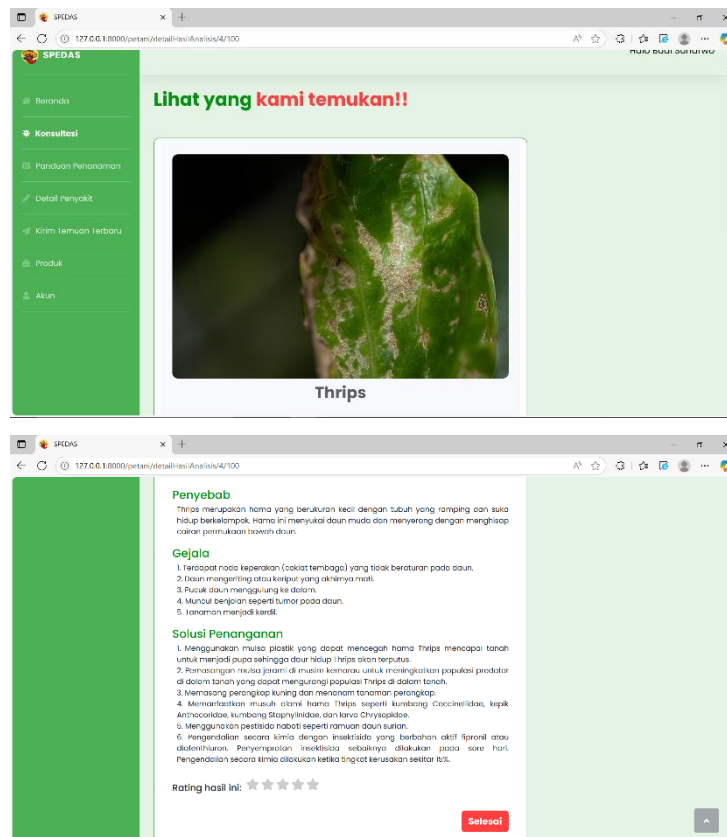 SPEDAS
127.0.0.1:8000/petani/detailHasilAnalisis/4/100
SPEDAS
Halo Budi Sunarwo
Beranda
Lihat yang kami temukan!!
Konsultasi
Panduan Penanaman
Detail Penyakit
Kirim Temuan Terbaru
Produk
Akun
Thrips
SPEDAS
127.0.0.1:8000/petani/detailHasilAnalisis/4/100
Penyebab
Thrips merupakan hama yang berukuran kecil dengan tubuh yang ramping dan suka
hidup berkelompok. Hama ini menyukai daun muda dan menyerang dengan menghisap
cairan permukaan bawah daun.
Gejala
1. Terdapat noda keperakan (coklat tembaga) yang tidak beraturan pada daun.
2. Daun mengeriting atau keriput yang akhirnya mati.
3. Pucuk daun menggulung ke dalam.
4. Muncul benjolan seperti tumor pada daun.
5. Tanaman menjadi kerdil.
Solusi Penanganan
1. Menggunakan mulsa plastik yang dapat mencegah hama Thrips mencapai tanah
untuk menjadi pupa sehingga daur hidup Thrips akan terputus.
2. Pemasangan mulsa jerami di musim kemarau untuk meningkatkan populasi predator
di dalam tanah yang dapat mengurangi populasi Thrips di dalam tanah.
3. Memasang perangkap kuning dan menanam tanaman perangkap.
4. Memanfaatkan musuh alami hama Thrips seperti kumbang Coccinellidae, kepik
Anthocoridae, kumbang Staphylinidae, dan larva Chrysopidae.
5. Menggunakan pestisida nabati seperti ramuan daun surian.
6. Pengendalian secara kimia dengan insektisida yang berbahan aktif fipronil atau
diafenthiuron. Penyemprotan insektisida sebaiknya dilakukan pada sore hari.
Pengendalian secara kimia dilakukan ketika tingkat kerusakan sekitar 15%.
Rating hasil ini:
Selesai